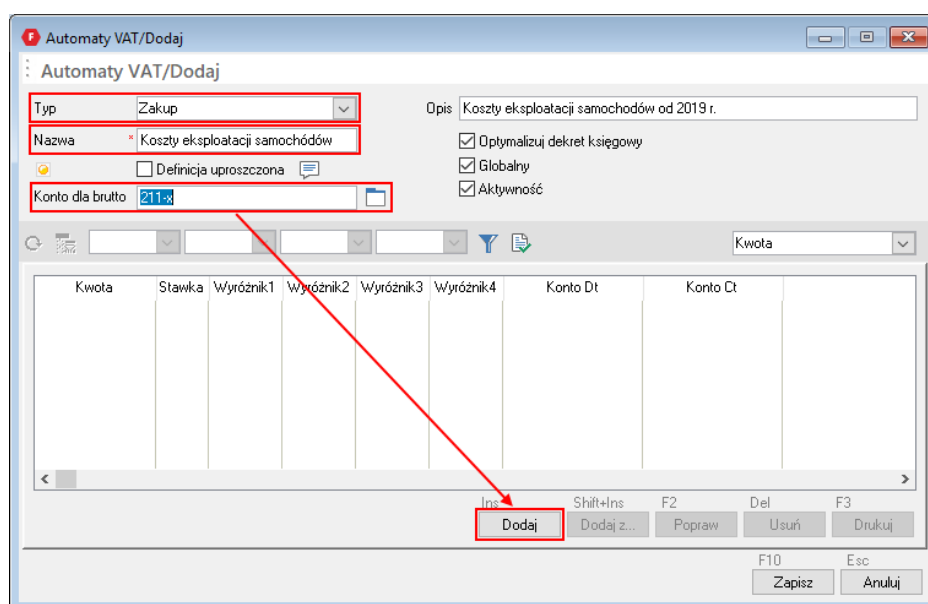 Automaty VAT/Dodaj
Automaty VAT/Dodaj
Typ Zakup Opis Koszty eksploatacji samochodów od 2019 r.
Nazwa * Koszty eksploatacji samochódów Optymalizuj dekret księgowy
Definicja uproszczona Globalny
Konto dla brutto 211-x Aktywność
Kwota
Kwota Stawka Wyróżnik1 Wyróżnik2 Wyróżnik3 Wyróżnik4 Konto Dt Konto Ct
Ins Shift+Ins F2 Del F3
Dodaj Dodaj z... Popraw Usuń Drukuj
F10 Esc
Zapisz Anuluj